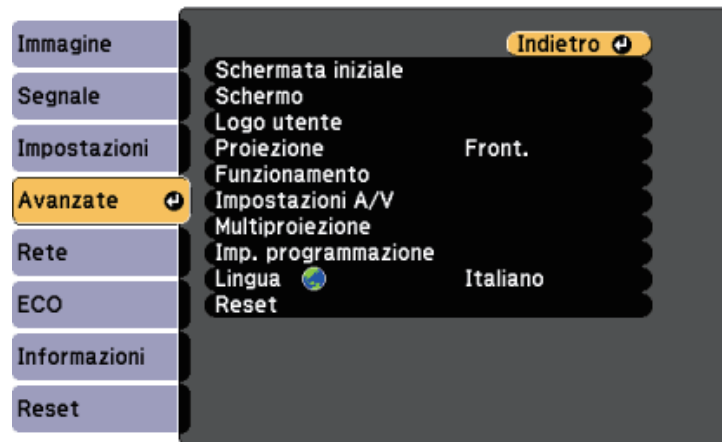 Immagine
Segnale
Impostazioni
Avanzate
Rete
ECO
Informazioni
Reset
Indietro
Schermata iniziale
Schermo
Logo utente
Proiezione Front.
Funzionamento
Impostazioni A/V
Multiproiezione
Imp. programmazione
Lingua Italiano
Reset